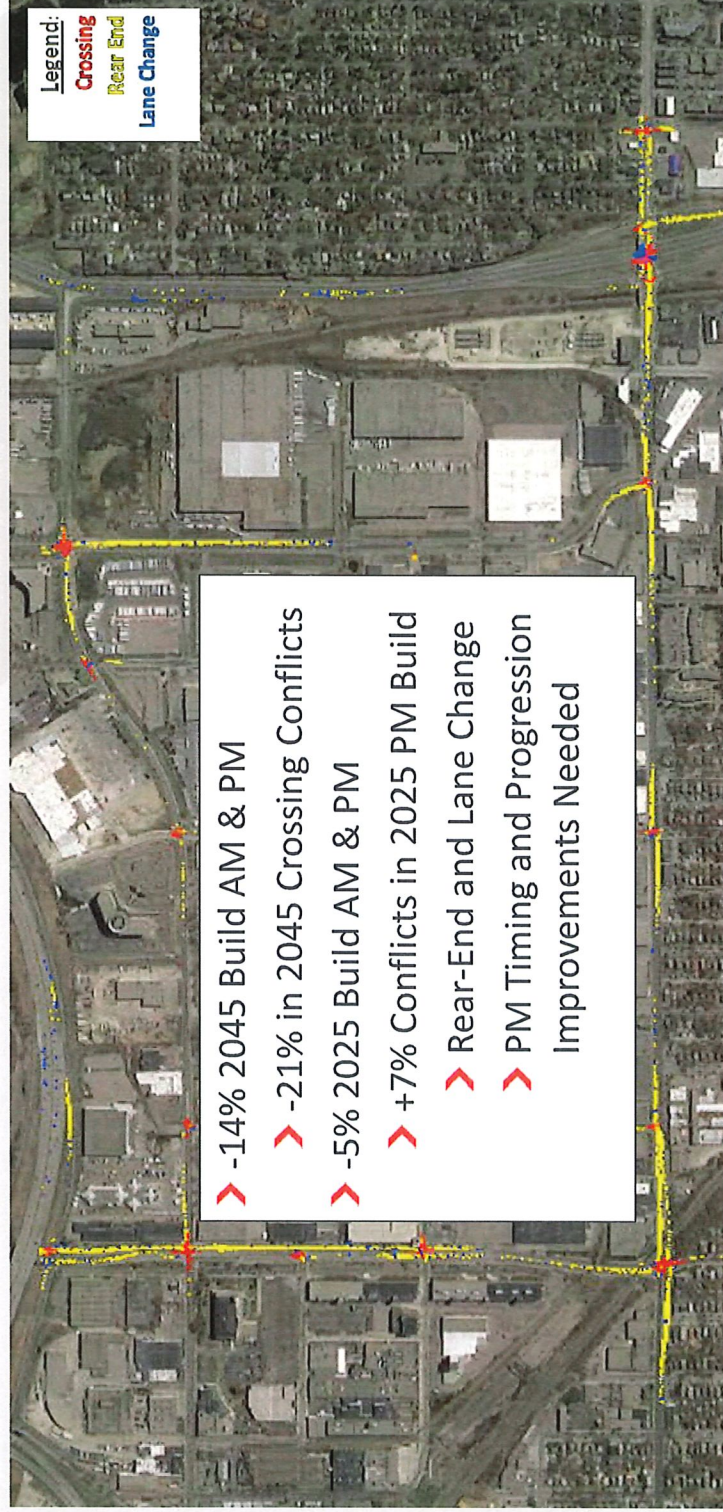 Legend:
Crossing
Rear End
Lane Change
-14% 2045 Build AM & PM
-21% in 2045 Crossing Conflicts
-5% 2025 Build AM & PM
+7% Conflicts in 2025 PM Build
Rear-End and Lane Change
PM Timing and Progression
Improvements Needed